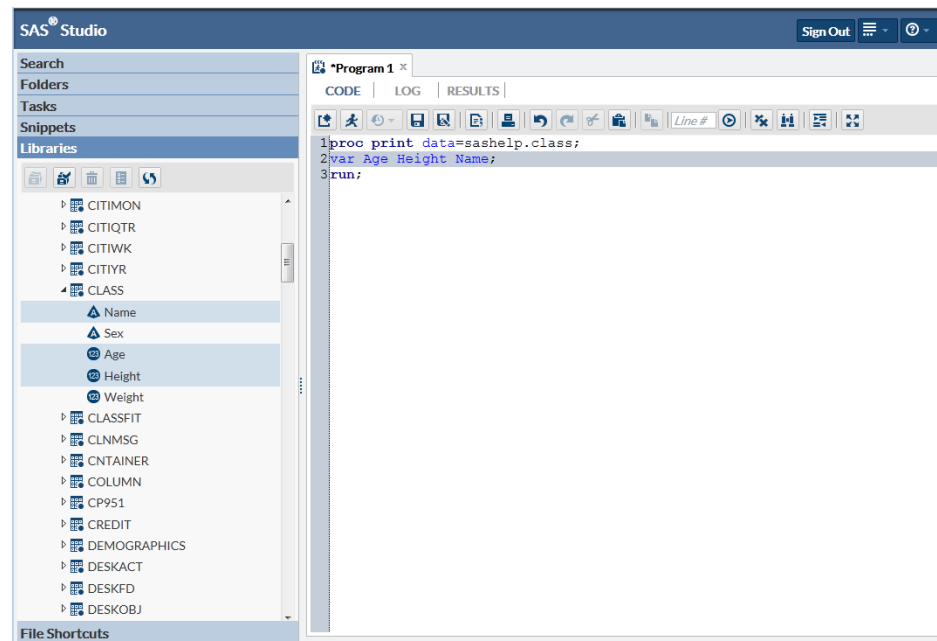 SAS® Studio
Sign Out
Search
Folders
Tasks
Snippets
Libraries
CITIMON
CITIQTR
CITIWK
CITIYR
CLASS
Name
Sex
Age
Height
Weight
CLASSFIT
CLNMSG
CNTAINER
COLUMN
CP951
CREDIT
DEMOGRAPHICS
DESKACT
DESKFD
DESKOBJ
File Shortcuts
*Program 1
CODE LOG RESULTS
Line #
1 proc print data=sashelp.class;
2 var Age Height Name;
3 run;